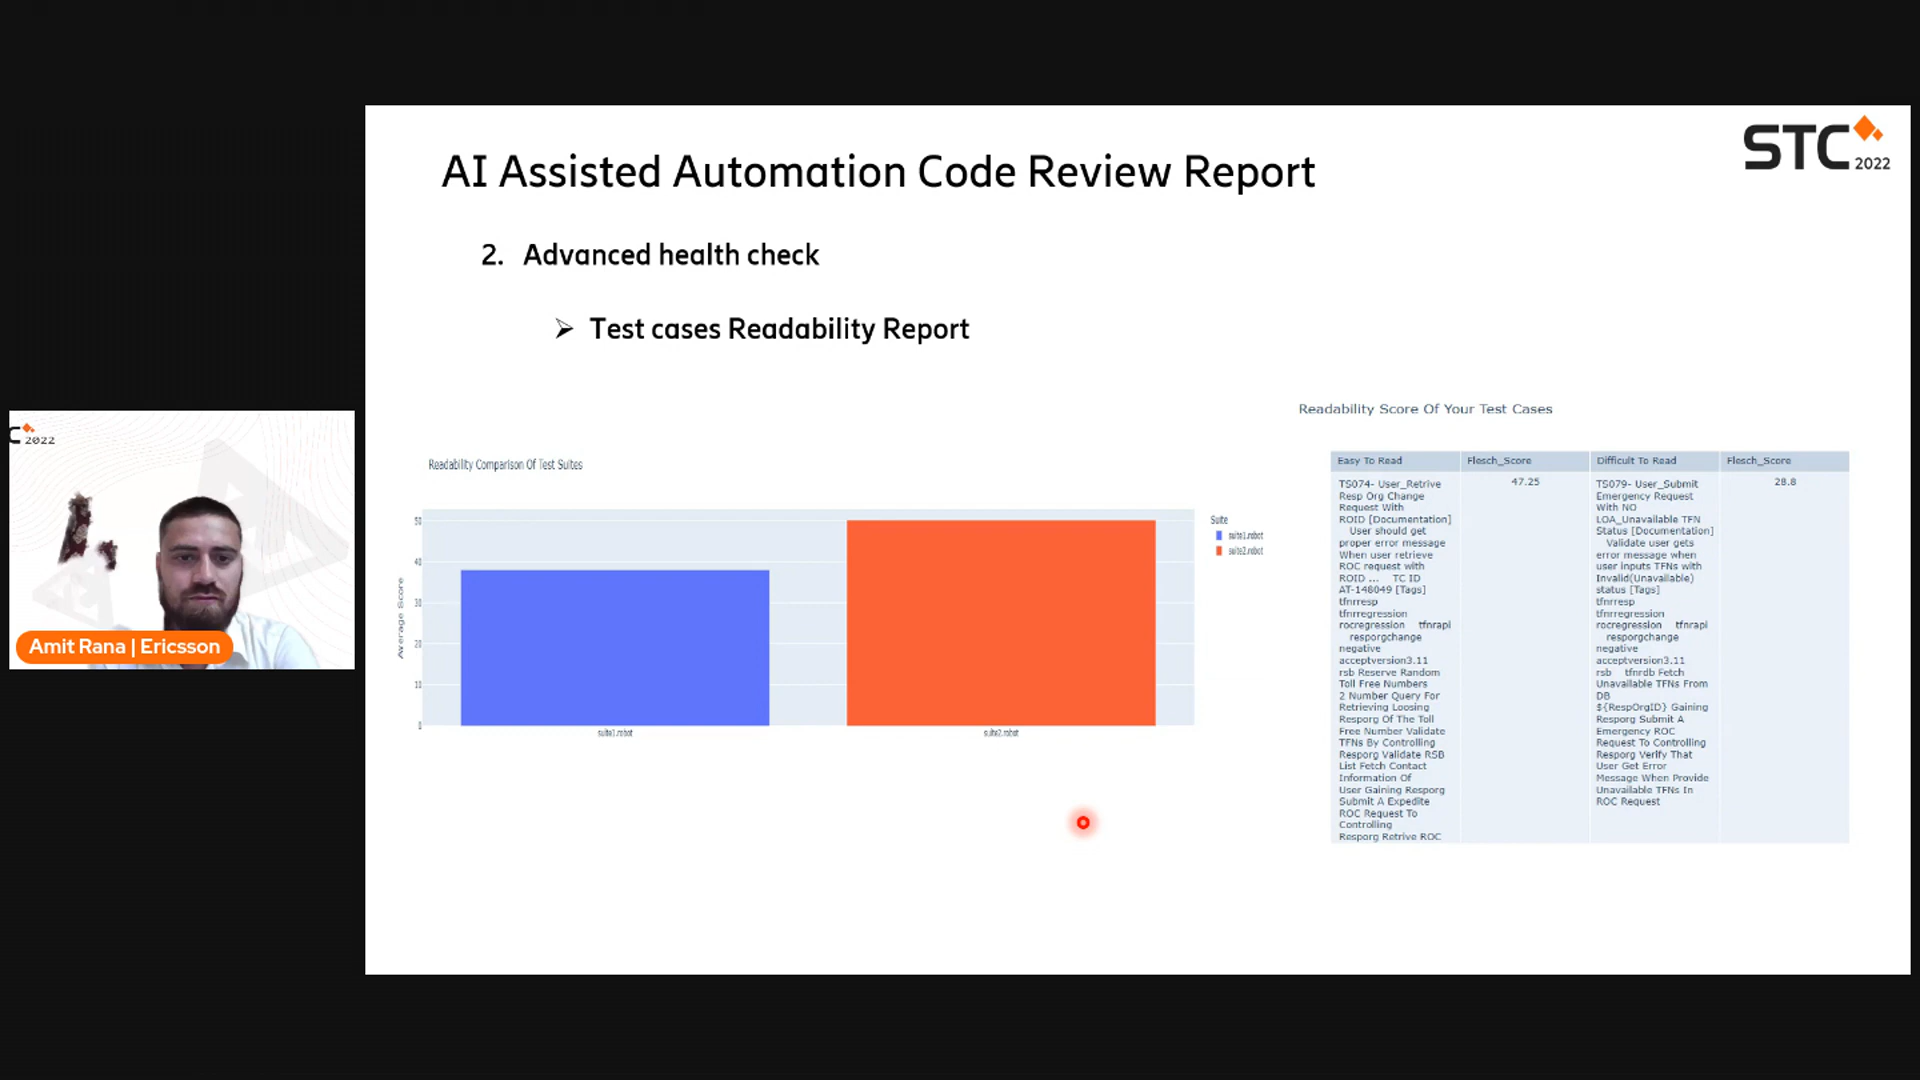 AI Assisted Automation Code Review Report
STC
2022
2. Advanced health check
➢ Test cases Readability Report
C
2022
Amit Rana | Ericsson
Readability Comparison Of Test Suites
Average Score
50
40
30
20
10
0
suite1.robot
suite2.robot
Suite
suite1.robot
suite2.robot
Readability Score Of Your Test Cases
Easy To Read
Flesch_Score
Difficult To Read
Flesch_Score
TS074- User_Retrive
Resp Org Change
Request With
ROID [Documentation]
User should get
proper error message
When user retrieve
ROC request with
ROID ... TC ID
AT-148049 [Tags]
tfnrresp
tfnrregression
rocregression tfnrapi
resporgchange
negative
acceptversion3.11
rsb Reserve Random
Toll Free Numbers
2 Number Query For
Retrieving Loosing
Resporg Of The Toll
Free Number Validate
TFNs By Controlling
Resporg Validate RSB
List Fetch Contact
Information Of
User Gaining Resporg
Submit A Expedite
ROC Request To
Controlling
Resporg Retrive ROC
47.25
TS079- User_Submit
Emergency Request
With NO
LOA_Unavailable TFN
Status [Documentation]
Validate user gets
error message when
user inputs TFNs with
Invalid(Unavailable)
status [Tags]
tfnrresp
tfnrregression
rocregression tfnrapi
resporgchange
negative
acceptversion3.11
rsb tfnrdb Fetch
Unavailable TFNs From
DB
${RespOrgID} Gaining
Resporg Submit A
Emergency ROC
Request To Controlling
Resporg Verify That
User Get Error
Message When Provide
Unavailable TFNs In
ROC Request
28.8